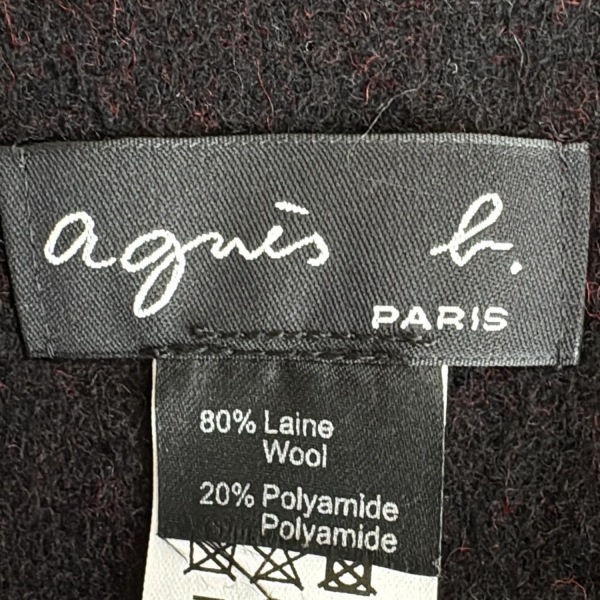 agnès b.
PARIS
80% Laine
Wool
20% Polyamide
Polyamide